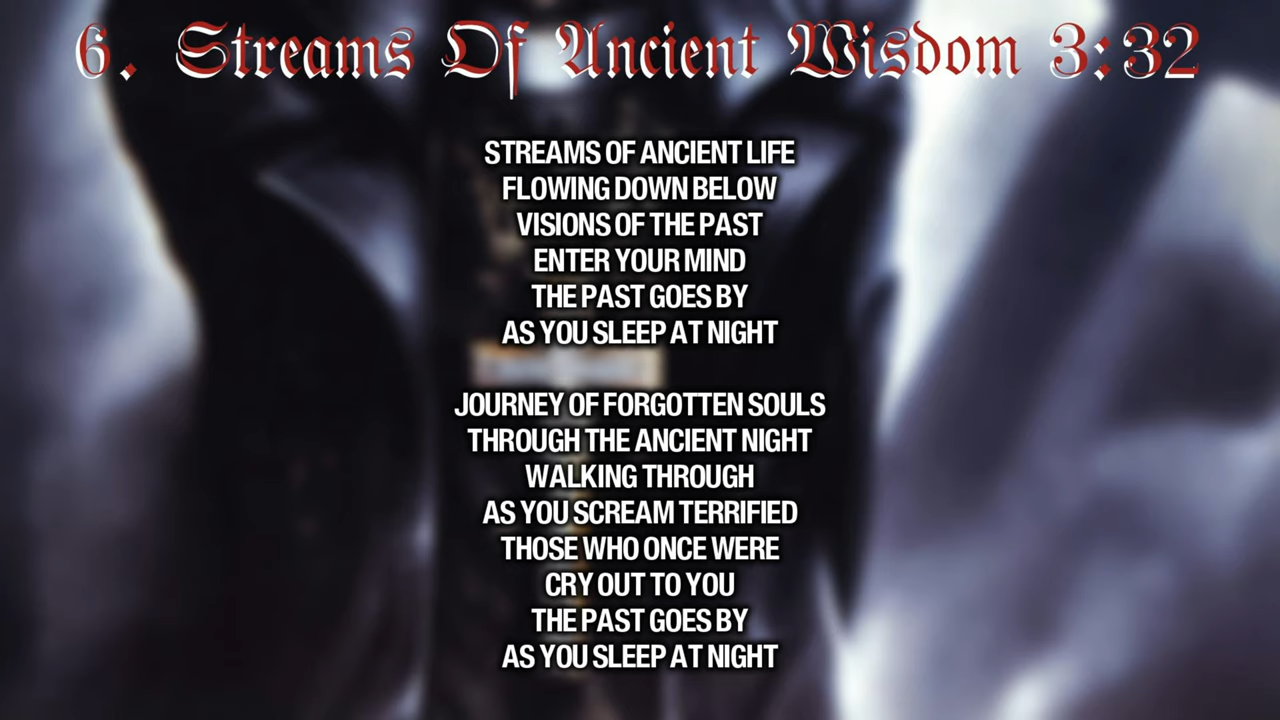 6. Streams Of Ancient Wisdom 3:32
STREAMS OF ANCIENT LIFE
FLOWING DOWN BELOW
VISIONS OF THE PAST
ENTER YOUR MIND
THE PAST GOES BY
AS YOU SLEEP AT NIGHT
JOURNEY OF FORGOTTEN SOULS
THROUGH THE ANCIENT NIGHT
WALKING THROUGH
AS YOU SCREAM TERRIFIED
THOSE WHO ONCE WERE
CRY OUT TO YOU
THE PAST GOES BY
AS YOU SLEEP AT NIGHT